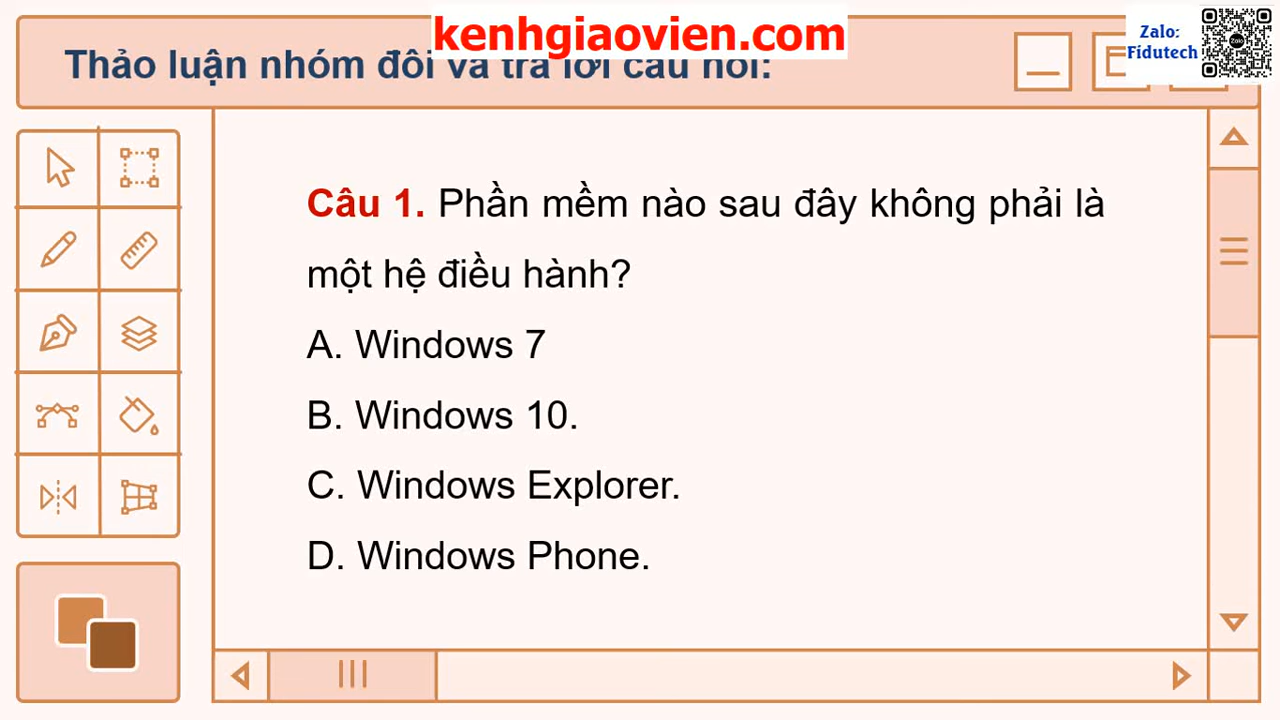 kenhgiaovien.com
Zalo:
Fidutech
Thảo luận nhóm đôi và trả lời câu hỏi:
Câu 1. Phần mềm nào sau đây không phải là
một hệ điều hành?
A. Windows 7
B. Windows 10.
C. Windows Explorer.
D. Windows Phone.